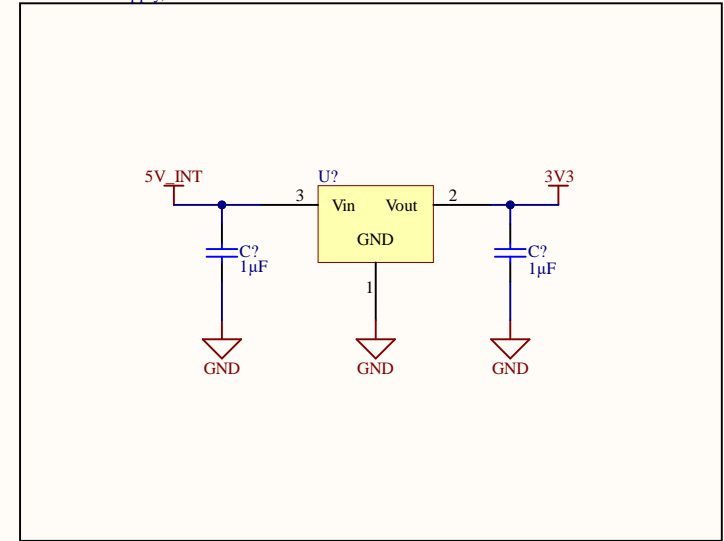 5V_INT
U?
3V3
3
Vin
Vout
2
GND
C?
1µF
C?
1µF
1
GND
GND
GND